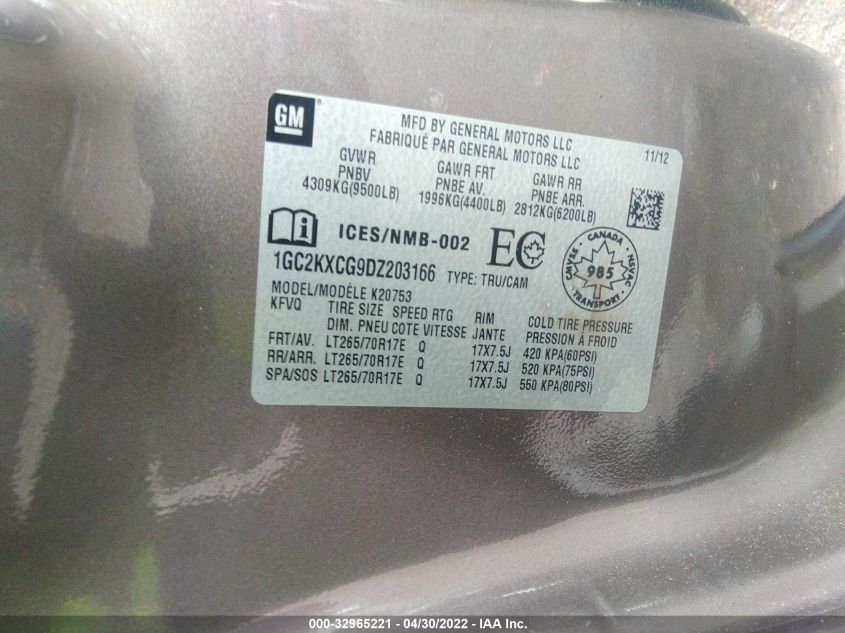 GM
MFD BY GENERAL MOTORS LLC
FABRIQUÉ PAR GENERAL MOTORS LLC
11/12
GVWR GAWR FRT GAWR RR
PNBV PNBE AV. PNBE ARR.
4309KG(9500LB) 1996KG(4400LB) 2812KG(6200LB)
i ICES/NMB-002 EC
CANADA
CMVSS 985 NSVAC
TRANSPORT
1GC2KXCG9DZ203166 TYPE: TRU/CAM
MODEL/MODÈLE K20753
KFVQ TIRE SIZE SPEED RTG RIM COLD TIRE PRESSURE
DIM. PNEU COTE VITESSE JANTE PRESSION A FROID
FRT/AV. LT265/70R17E Q 17X7.5J 420 KPA(60PSI)
RR/ARR. LT265/70R17E Q 17X7.5J 520 KPA(75PSI)
SPA/SOS LT265/70R17E Q 17X7.5J 550 KPA(80PSI)
000-32965221 - 04/30/2022 - IAA Inc.